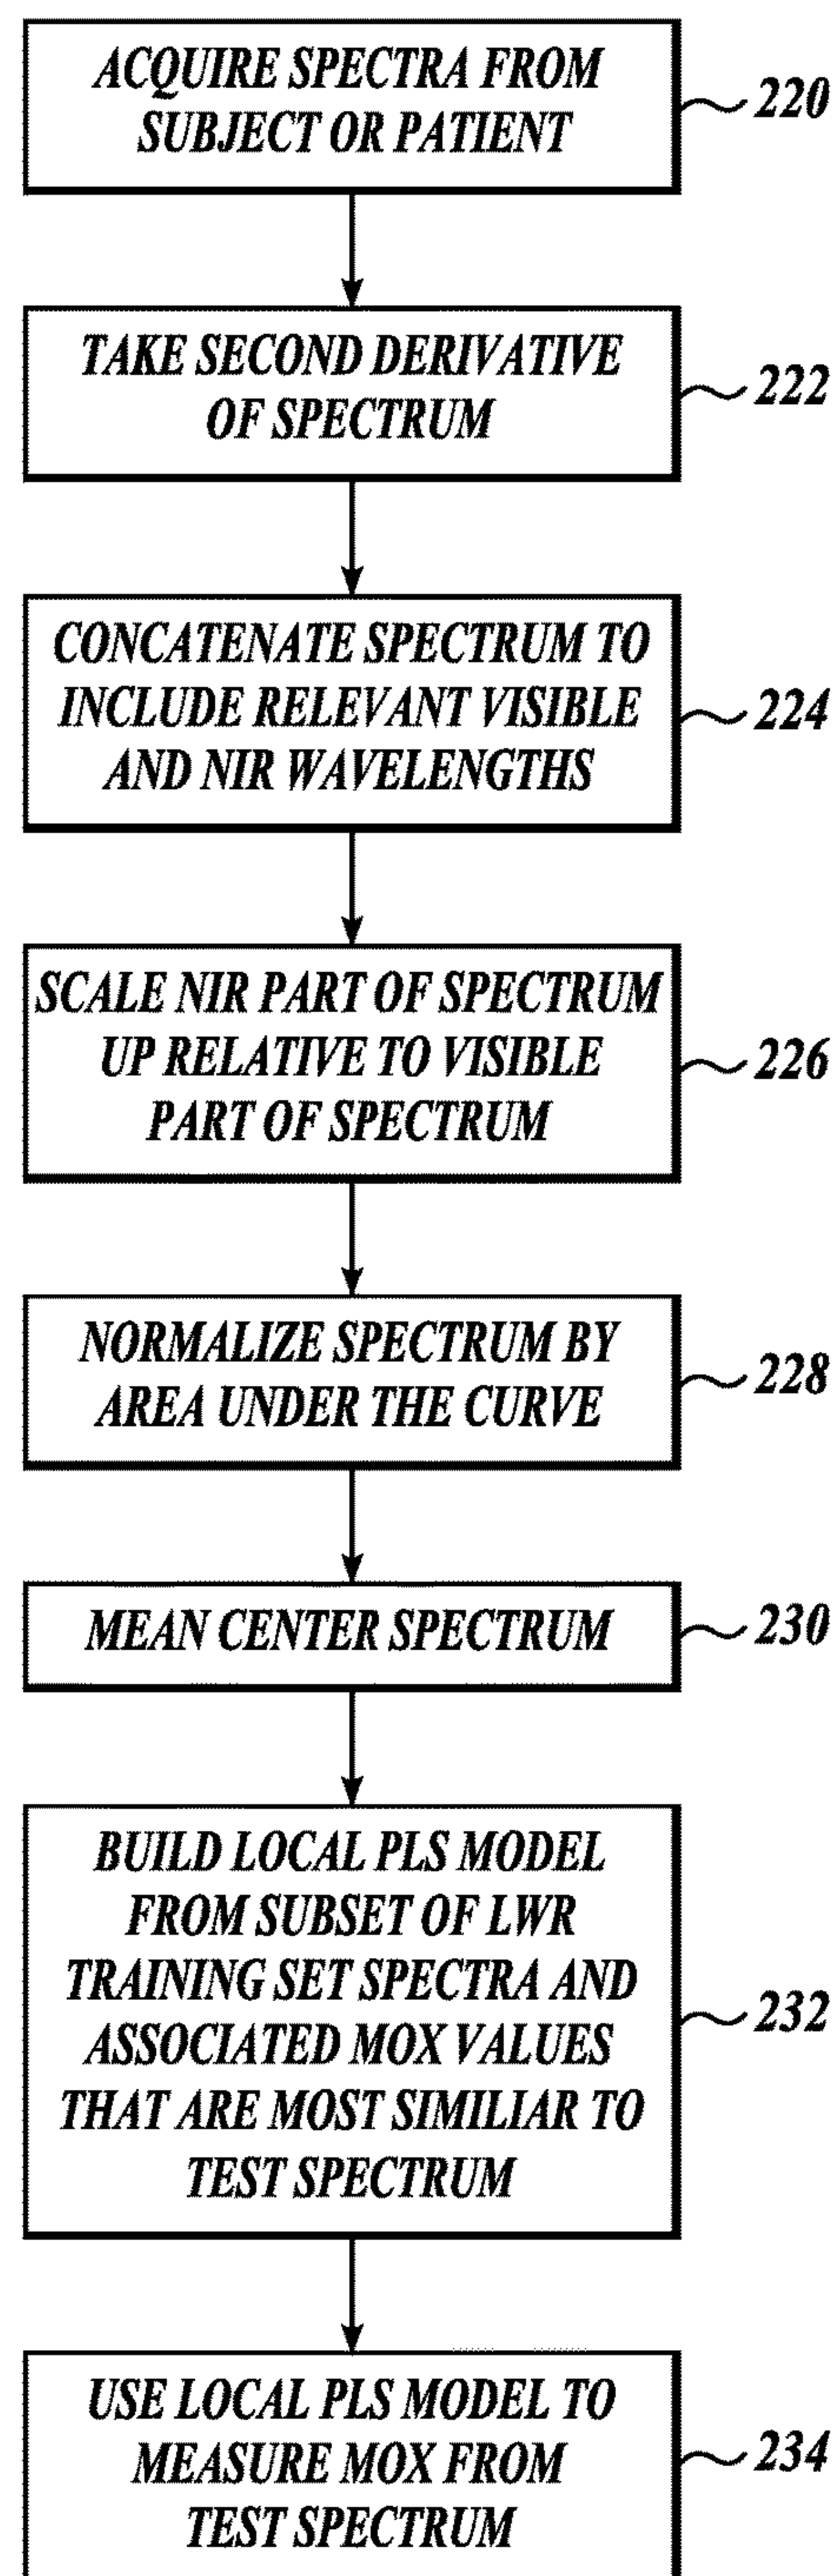 ACQUIRE SPECTRA FROM
SUBJECT OR PATIENT
220
TAKE SECOND DERIVATIVE
OF SPECTRUM
222
CONCATENATE SPECTRUM TO
INCLUDE RELEVANT VISIBLE
AND NIR WAVELENGTHS
224
SCALE NIR PART OF SPECTRUM
UP RELATIVE TO VISIBLE
PART OF SPECTRUM
226
NORMALIZE SPECTRUM BY
AREA UNDER THE CURVE
228
MEAN CENTER SPECTRUM
230
BUILD LOCAL PLS MODEL
FROM SUBSET OF LWR
TRAINING SET SPECTRA AND
ASSOCIATED MOX VALUES
THAT ARE MOST SIMILIAR TO
TEST SPECTRUM
232
USE LOCAL PLS MODEL TO
MEASURE MOX FROM
TEST SPECTRUM
234